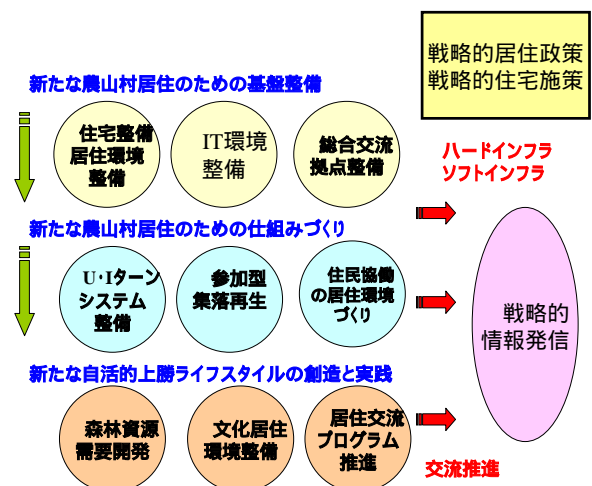 戦略的居住政策
戦略的住宅施策
新たな農山村居住のための基盤整備
住宅整備
居住環境
整備
IT環境
整備
総合交流
拠点整備
ハードインフラ
ソフトインフラ
新たな農山村居住のための仕組みづくり
U・Iターン
システム
整備
参加型
集落再生
住民協働
の居住環境
づくり
戦略的
情報発信
新たな自活的上勝ライフスタイルの創造と実践
森林資源
需要開発
文化居住
環境整備
居住交流
プログラム
推進
交流推進